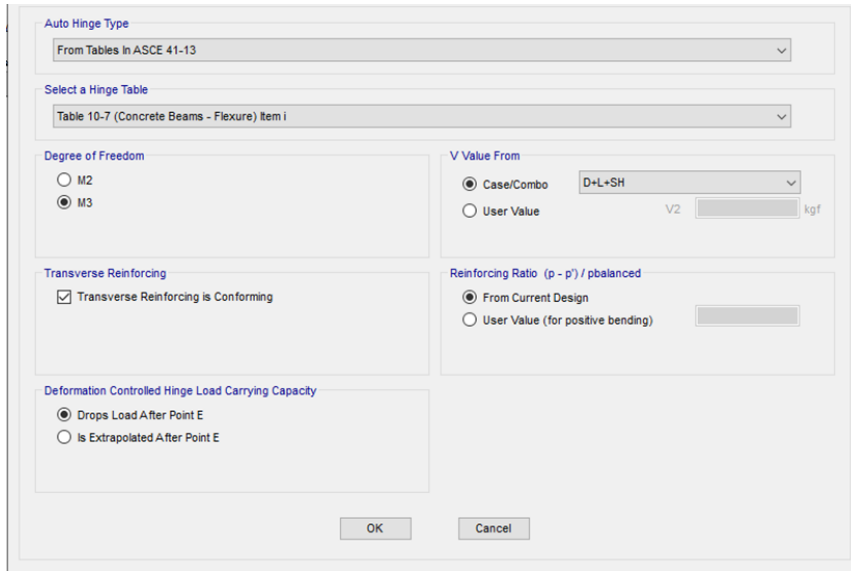 Auto Hinge Type
From Tables In ASCE 41-13
Select a Hinge Table
Table 10-7 (Concrete Beams - Flexure) Item i
Degree of Freedom
M2
M3
V Value From
Case/Combo D+L+SH
User Value V2 kgf
Transverse Reinforcing
Transverse Reinforcing is Conforming
Reinforcing Ratio (p - p') / pbalanced
From Current Design
User Value (for positive bending)
Deformation Controlled Hinge Load Carrying Capacity
Drops Load After Point E
Is Extrapolated After Point E
OK Cancel